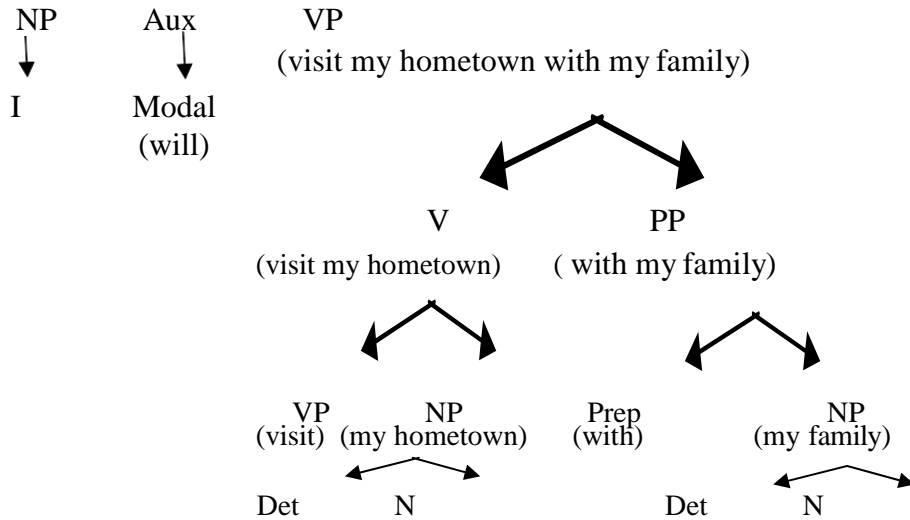 NP Aux VP
(visit my hometown with my family)
I Modal
(will)
V PP
(visit my hometown) ( with my family)
VP NP Prep NP
(visit) (my hometown) (with) (my family)
Det N Det N